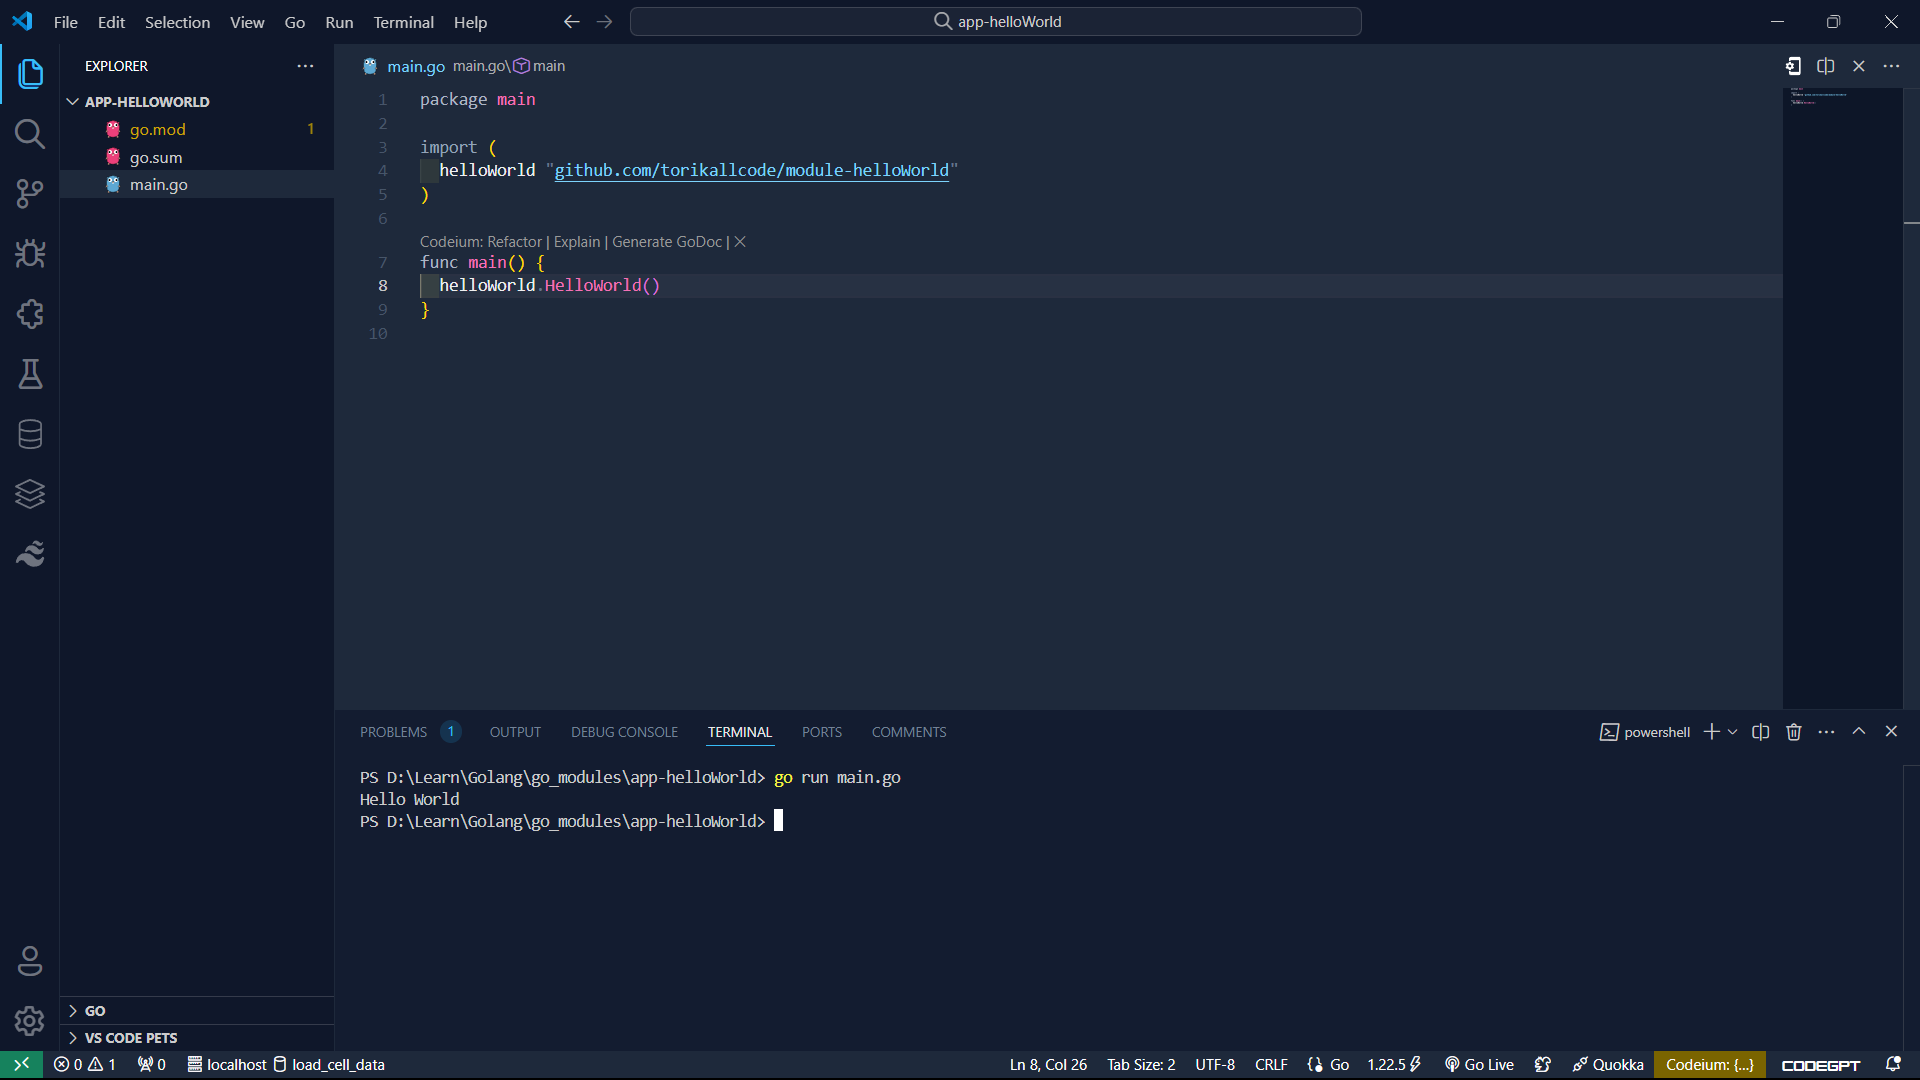 File Edit Selection View Go Run Terminal Help
app-helloWorld
EXPLORER
APP-HELLOWORLD
go.mod 1
go.sum
main.go
GO
VS CODE PETS
main.go main.go\main
1 package main
2
3 import (
4 helloWorld "github.com/torikallcode/module-helloWorld"
5 )
6
Codeium: Refactor | Explain | Generate GoDoc | X
7 func main() {
8 helloWorld.HelloWorld()
9 }
10
PROBLEMS 1 OUTPUT DEBUG CONSOLE TERMINAL PORTS COMMENTS
powershell
PS D:\Learn\Golang\go_modules\app-helloWorld> go run main.go
Hello World
PS D:\Learn\Golang\go_modules\app-helloWorld>
0 1 0 localhost load_cell_data Ln 8, Col 26 Tab Size: 2 UTF-8 CRLF Go 1.22.5 Go Live Quokka Codeium: {...} CODEGPT